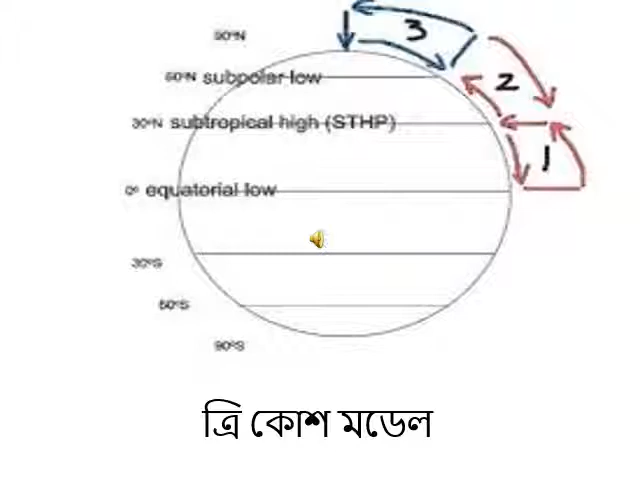 90°N
3
60°N subpolar low
2
30°N subtropical high (STHP)
1
0° equatorial low
30°S
60°S
90°S
ত্রি কোশ মডেল